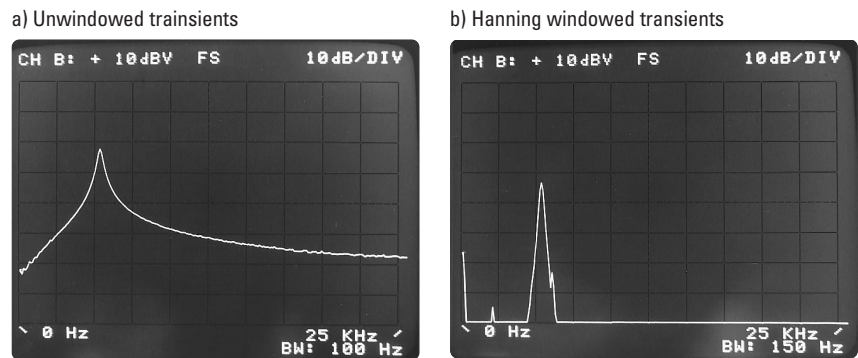 a) Unwindowed trainsients
CH B: + 10dBV FS 10dB/DIV
0 Hz 25 KHz
BW: 100 Hz
b) Hanning windowed transients
CH B: + 10dBV FS 10dB/DIV
0 Hz 25 KHz
BW: 150 Hz